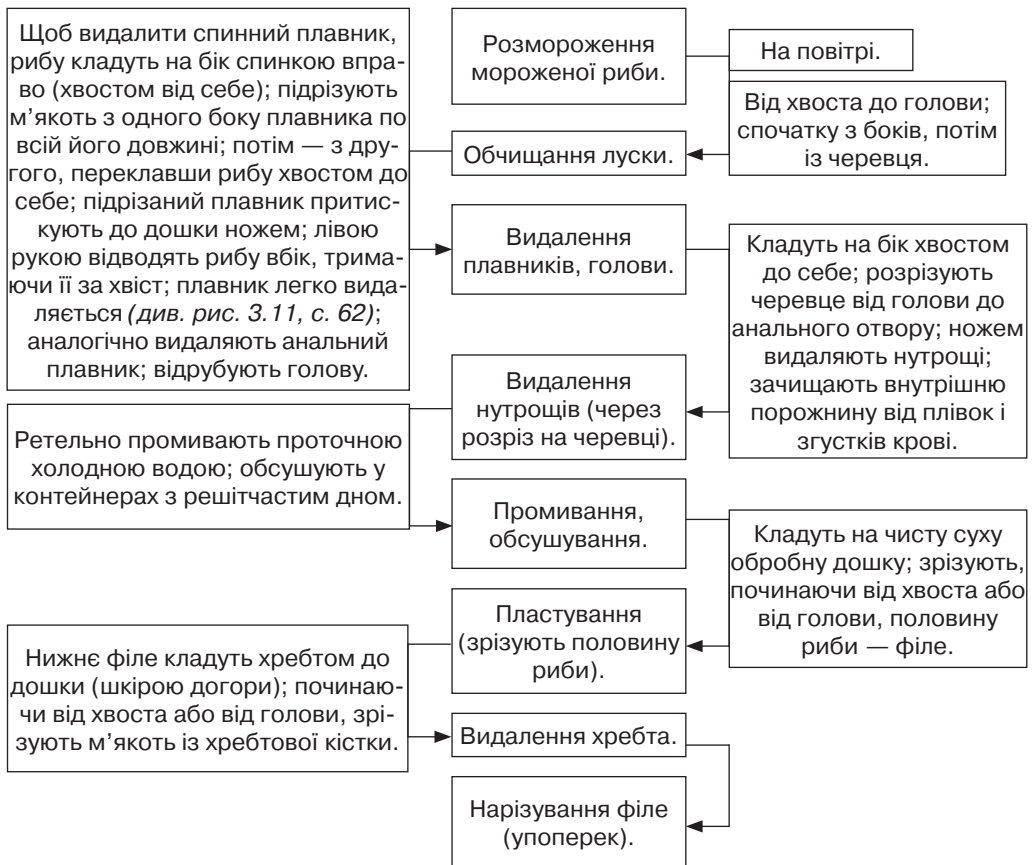 Щоб видалити спинний плавник,
рибу кладуть на бік спинкою впра-
во (хвостом від себе); підрізують
м’якоть з одного боку плавника по
всій його довжині; потім — з дру-
гого, переклавши рибу хвостом до
себе; підрізаний плавник притис-
кують до дошки ножем; лівою
рукою відводять рибу вбік, трима-
ючи її за хвіст; плавник легко вида-
ляється (див. рис. 3.11, с. 62);
аналогічно видаляють анальний
плавник; відрубують голову.
Розмороження
мороженої риби.
На повітрі.
Від хвоста до голови;
спочатку з боків, потім
із черевця.
Обчищання луски.
Видалення
плавників, голови.
Кладуть на бік хвостом
до себе; розрізують
черевце від голови до
анального отвору; ножем
видаляють нутрощі;
зачищають внутрішню
порожнину від плівок і
згустків крові.
Видалення
нутрощів (через
розріз на черевці).
Ретельно промивають проточною
холодною водою; обсушують у
контейнерах з решітчастим дном.
Промивання,
обсушування.
Кладуть на чисту суху
обробну дошку; зрізують,
починаючи від хвоста або
від голови, половину
риби — філе.
Пластування
(зрізують половину
риби).
Нижнє філе кладуть хребтом до
дошки (шкірою догори); починаю-
чи від хвоста або від голови, зрі-
зують м’якоть із хребтової кістки.
Видалення хребта.
Нарізування філе
(упоперек).